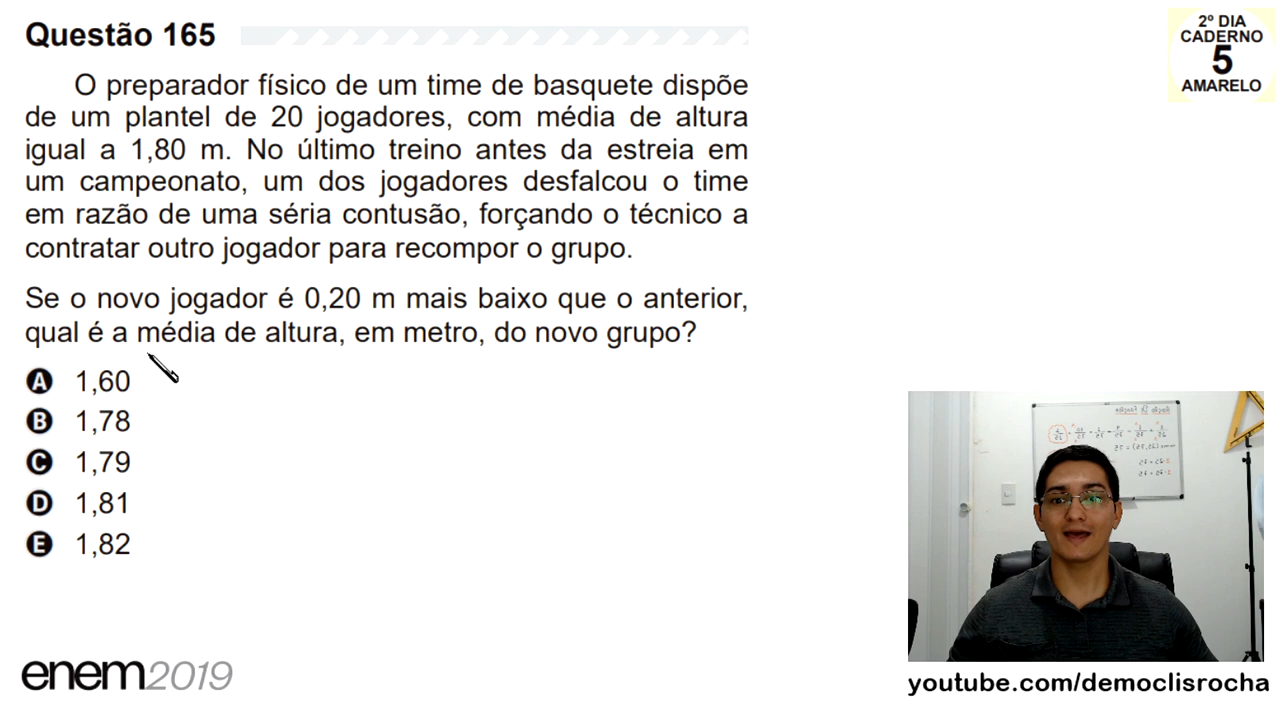 Questão 165
2º DIA
CADERNO
5
AMARELO
O preparador físico de um time de basquete dispõe
de um plantel de 20 jogadores, com média de altura
igual a 1,80 m. No último treino antes da estreia em
um campeonato, um dos jogadores desfalcou o time
em razão de uma séria contusão, forçando o técnico a
contratar outro jogador para recompor o grupo.
Se o novo jogador é 0,20 m mais baixo que o anterior,
qual é a média de altura, em metro, do novo grupo?
A 1,60
B 1,78
C 1,79
D 1,81
E 1,82
enem2019
youtube.com/democlisrocha